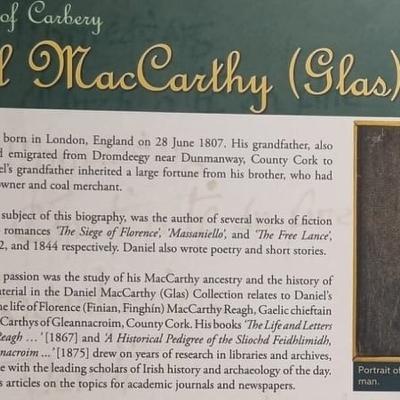 of Carbery
l MacCarthy (Glas)
born in London, England on 28 June 1807. His grandfather, also
d emigrated from Dromdeegy near Dunmanway, County Cork to
el's grandfather inherited a large fortune from his brother, who had
owner and coal merchant.
subject of this biography, was the author of several works of fiction
romances 'The Siege of Florence', 'Massaniello', and 'The Free Lance',
2, and 1844 respectively. Daniel also wrote poetry and short stories.
passion was the study of his MacCarthy ancestry and the history of
aterial in the Daniel MacCarthy (Glas) Collection relates to Daniel's
he life of Florence (Finian, Finghín) MacCarthy Reagh, Gaelic chieftain
Carthys of Gleannacroim, County Cork. His books 'The Life and Letters
Reagh ...' [1867] and 'A Historical Pedigree of the Sliochd Feidhlimidh,
nnacroim ...' [1875] drew on years of research in libraries and archives,
e with the leading scholars of Irish history and archaeology of the day.
s articles on the topics for academic journals and newspapers.
Portrait of
man.